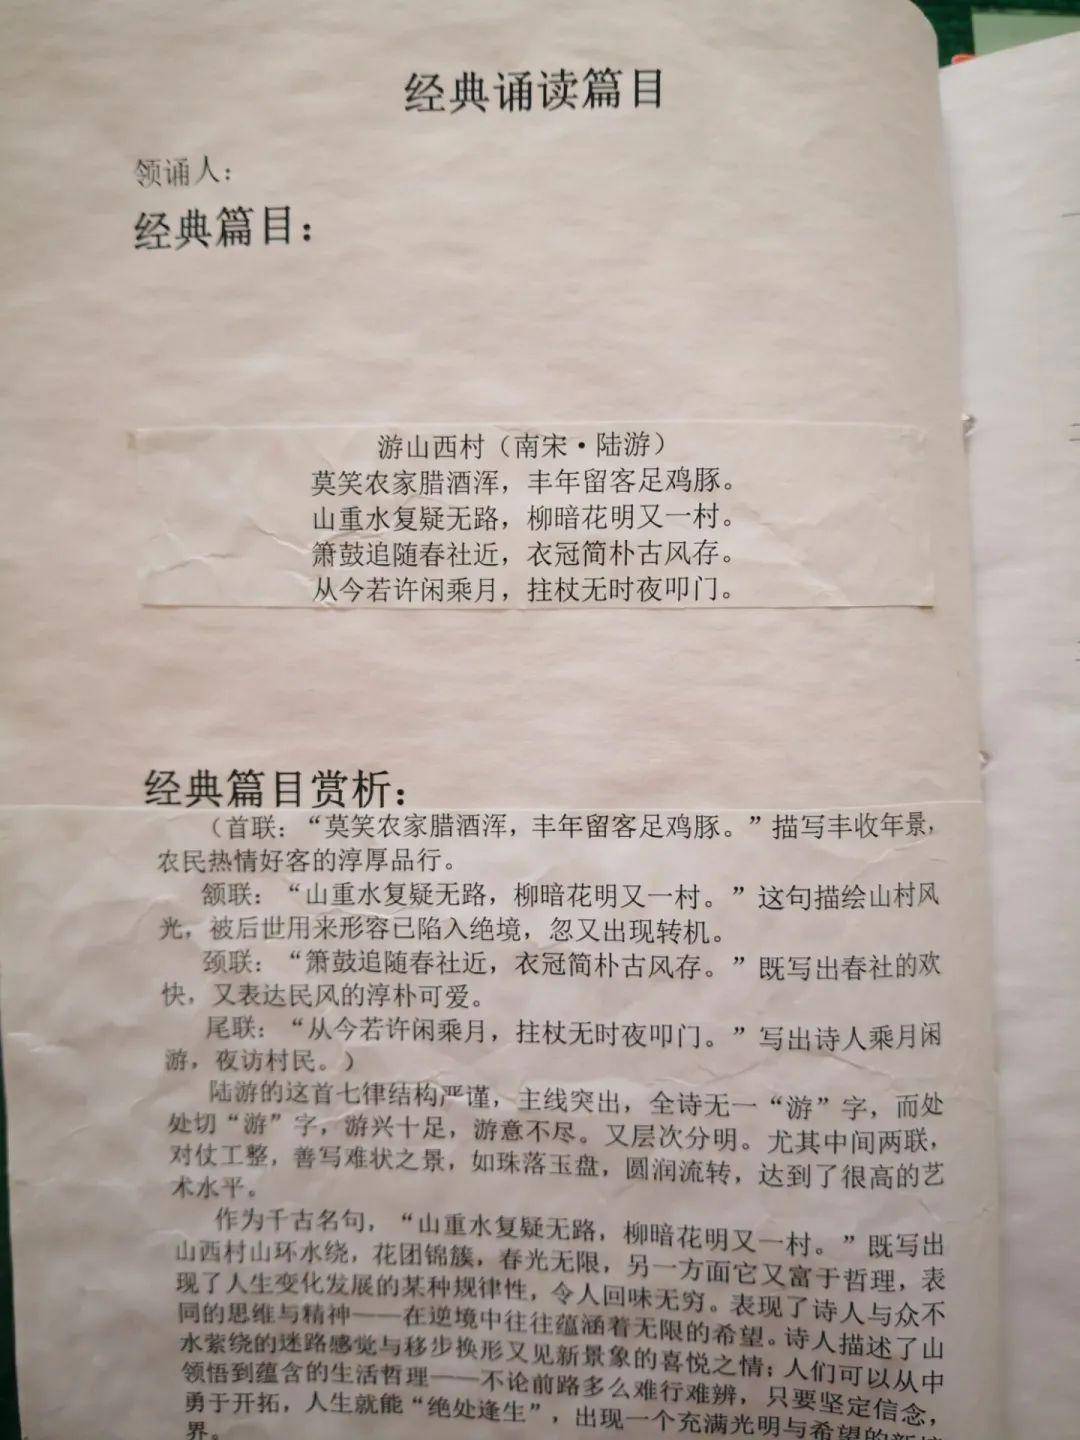 经典诵读篇目
领诵人：
经典篇目：
游山西村（南宋·陆游）
莫笑农家腊酒浑，丰年留客足鸡豚。
山重水复疑无路，柳暗花明又一村。
箫鼓追随春社近，衣冠简朴古风存。
从今若许闲乘月，拄杖无时夜叩门。
经典篇目赏析：
（首联：“莫笑农家腊酒浑，丰年留客足鸡豚。”描写丰收年景，
农民热情好客的淳厚品行。
颔联：“山重水复疑无路，柳暗花明又一村。”这句描绘山村风
光，被后世用来形容已陷入绝境，忽又出现转机。
颈联：“箫鼓追随春社近，衣冠简朴古风存。”既写出春社的欢
快，又表达民风的淳朴可爱。
尾联：“从今若许闲乘月，拄杖无时夜叩门。”写出诗人乘月闲
游，夜访村民。）
陆游的这首七律结构严谨，主线突出，全诗无一“游”字，而处
处切“游”字，游兴十足，游意不尽。又层次分明。尤其中间两联，
对仗工整，善写难状之景，如珠落玉盘，圆润流转，达到了很高的艺
术水平。
作为千古名句，“山重水复疑无路，柳暗花明又一村。”既写出
山西村山环水绕，花团锦簇，春光无限，另一方面它又富于哲理，表
现了人生变化发展的某种规律性，令人回味无穷。表现了诗人与众不
同的思维与精神——在逆境中往往蕴涵着无限的希望。诗人描述了山
水萦绕的迷路感觉与移步换形又见新景象的喜悦之情；人们可以从中
领悟到蕴含的生活哲理——不论前路多么难行难辨，只要坚定信念，
勇于开拓，人生就能“绝处逢生”，出现一个充满光明与希望的新境
界。